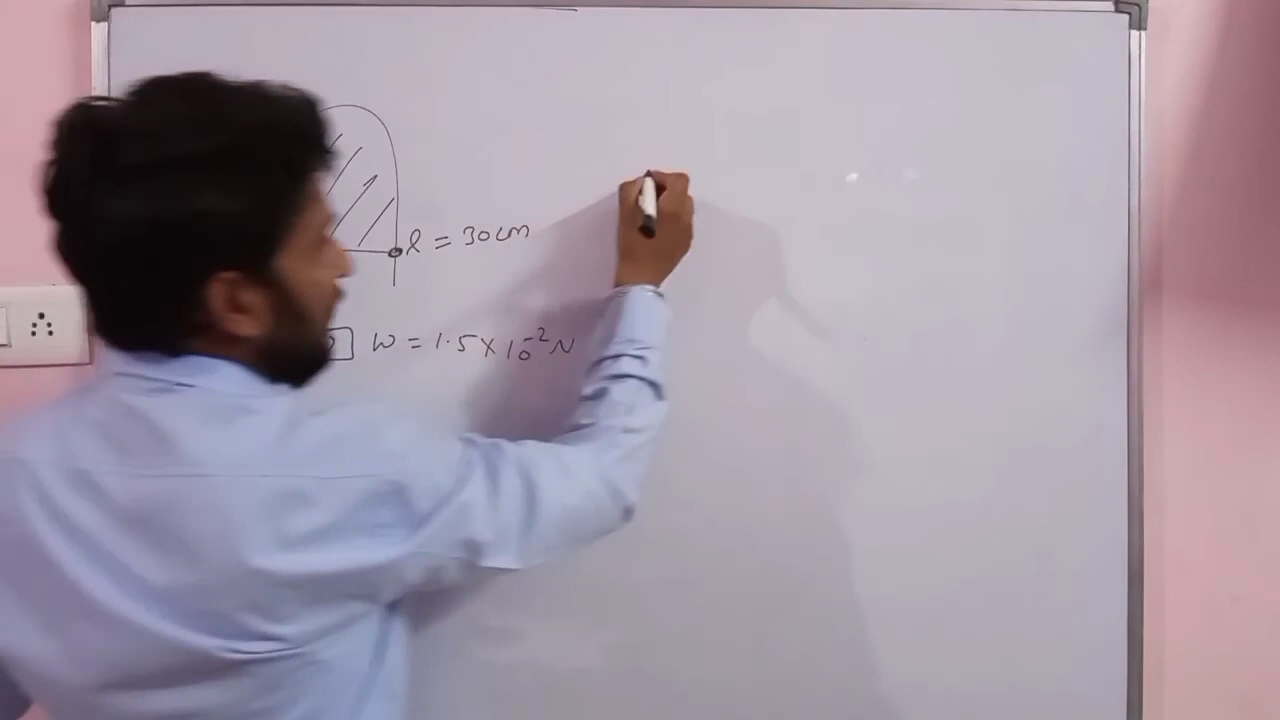 l = 30cm
W = 1.5 × 10⁻² N